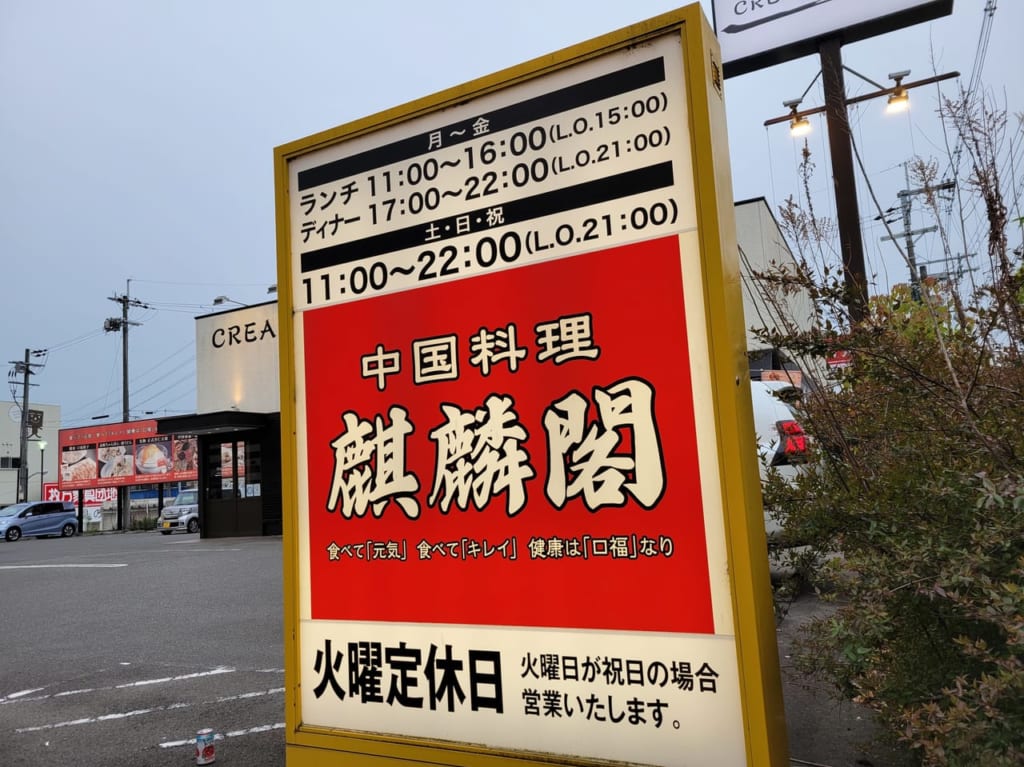 CRE
月～金
ランチ 11:00～16:00(L.O.15:00)
ディナー 17:00～22:00(L.O.21:00)
土・日・祝
11:00～22:00(L.O.21:00)
中国料理
麒麟閣
食べて「元気」 食べて「キレイ」 健康は「口福」なり
火曜定休日
火曜日が祝日の場合
営業いたします。
CREA